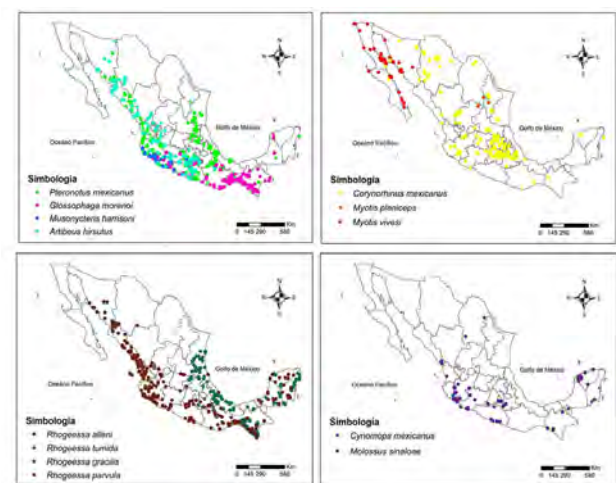 N
S
Golfo de México
Océano Pacífico
Simbología
Pteronotus mexicanus
Glossophaga morenoi
Musonycteris harrisoni
Artibeus hirsutus
Km
0 145 290 580
N
S
Golfo de México
Océano Pacífico
Simbología
Corynorhinus mexicanus
Myotis planiceps
Myotis vivesi
Km
0 145 290 580
N
S
Golfo de México
Océano Pacífico
Simbología
Rhogeessa alleni
Rhogeessa tumida
Rhogeessa gracilis
Rhogeessa parvula
Km
0 145 290 580
N
S
Golfo de México
Océano Pacífico
Simbología
Cynomops mexicanus
Molossus sinaloae
Km
0 145 290 580